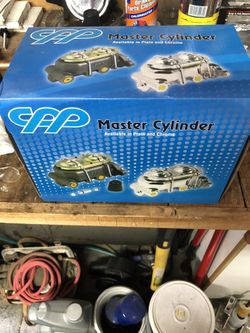 CPP
Master Cylinder
Available in Plain and Chrome
CPP
Master Cylinder
Available in Plain and Chrome